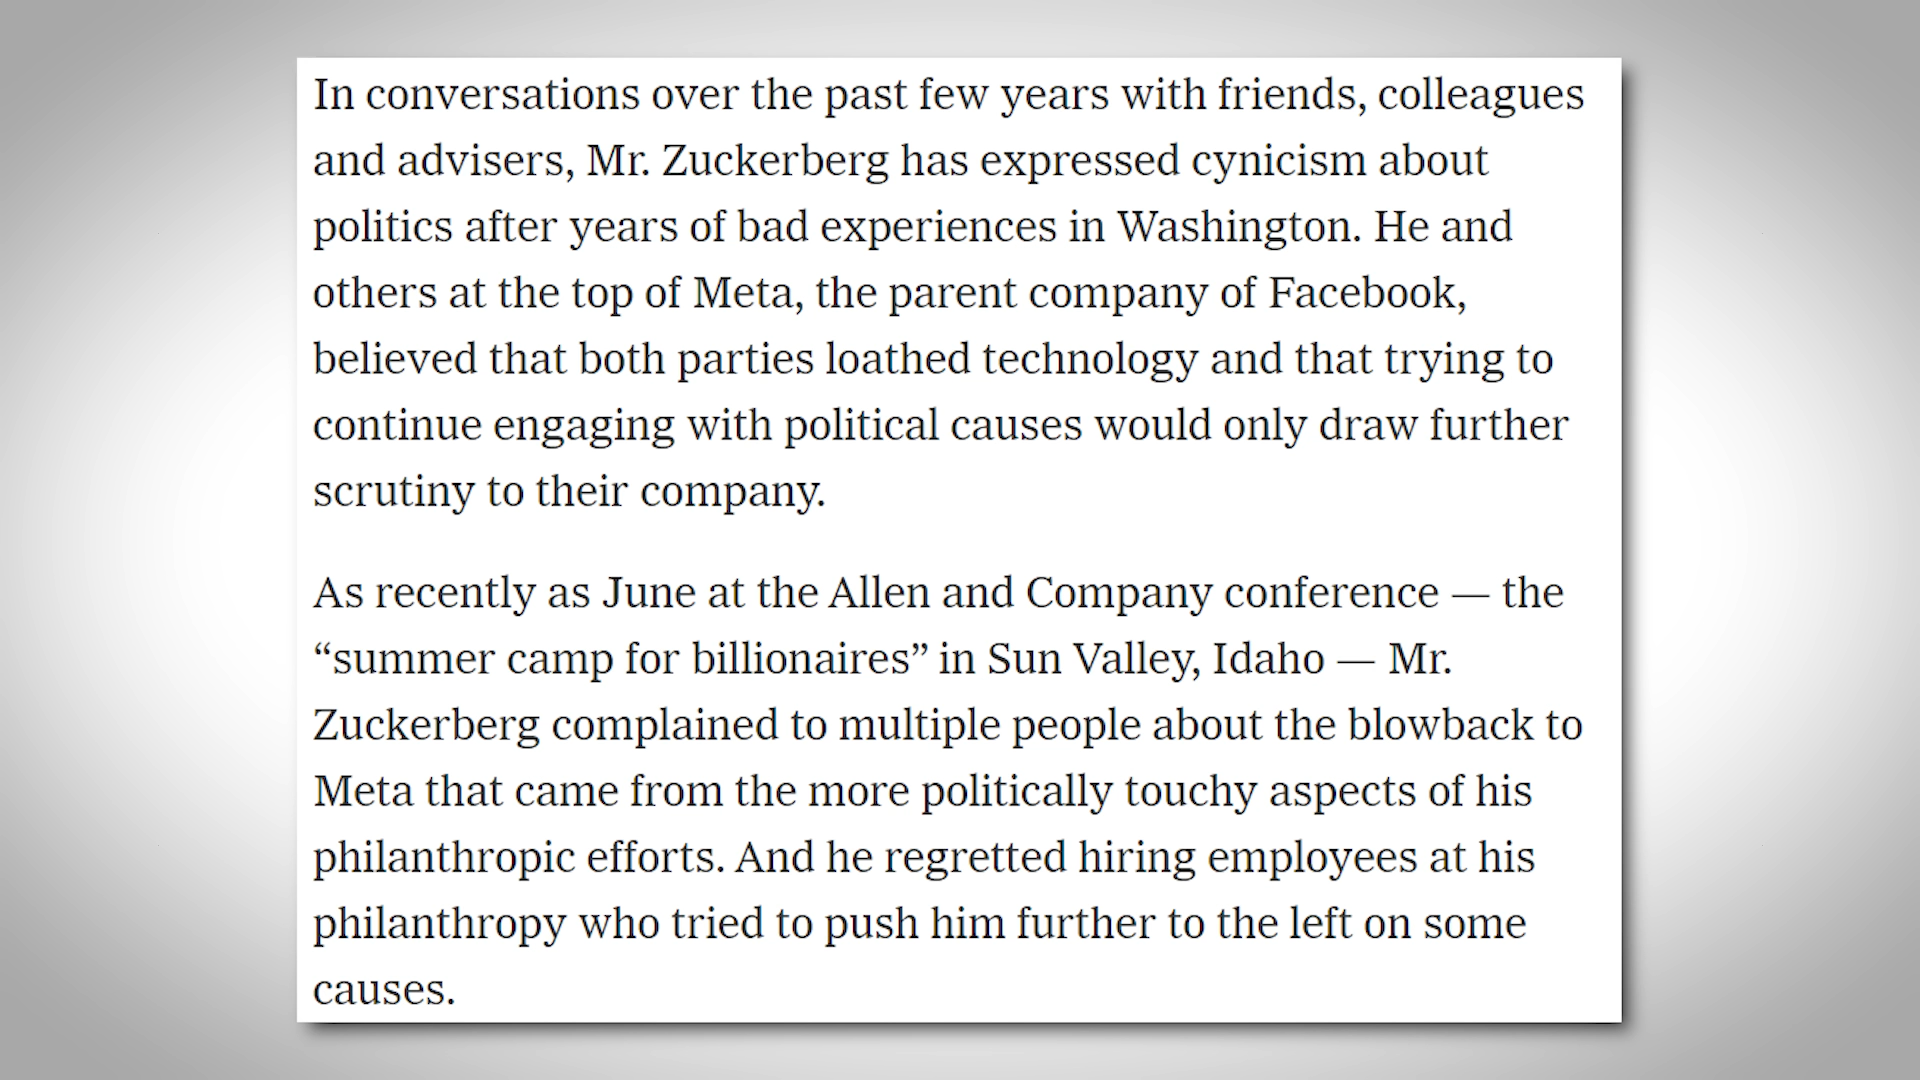 In conversations over the past few years with friends, colleagues
and advisers, Mr. Zuckerberg has expressed cynicism about
politics after years of bad experiences in Washington. He and
others at the top of Meta, the parent company of Facebook,
believed that both parties loathed technology and that trying to
continue engaging with political causes would only draw further
scrutiny to their company.
As recently as June at the Allen and Company conference — the
“summer camp for billionaires” in Sun Valley, Idaho — Mr.
Zuckerberg complained to multiple people about the blowback to
Meta that came from the more politically touchy aspects of his
philanthropic efforts. And he regretted hiring employees at his
philanthropy who tried to push him further to the left on some
causes.